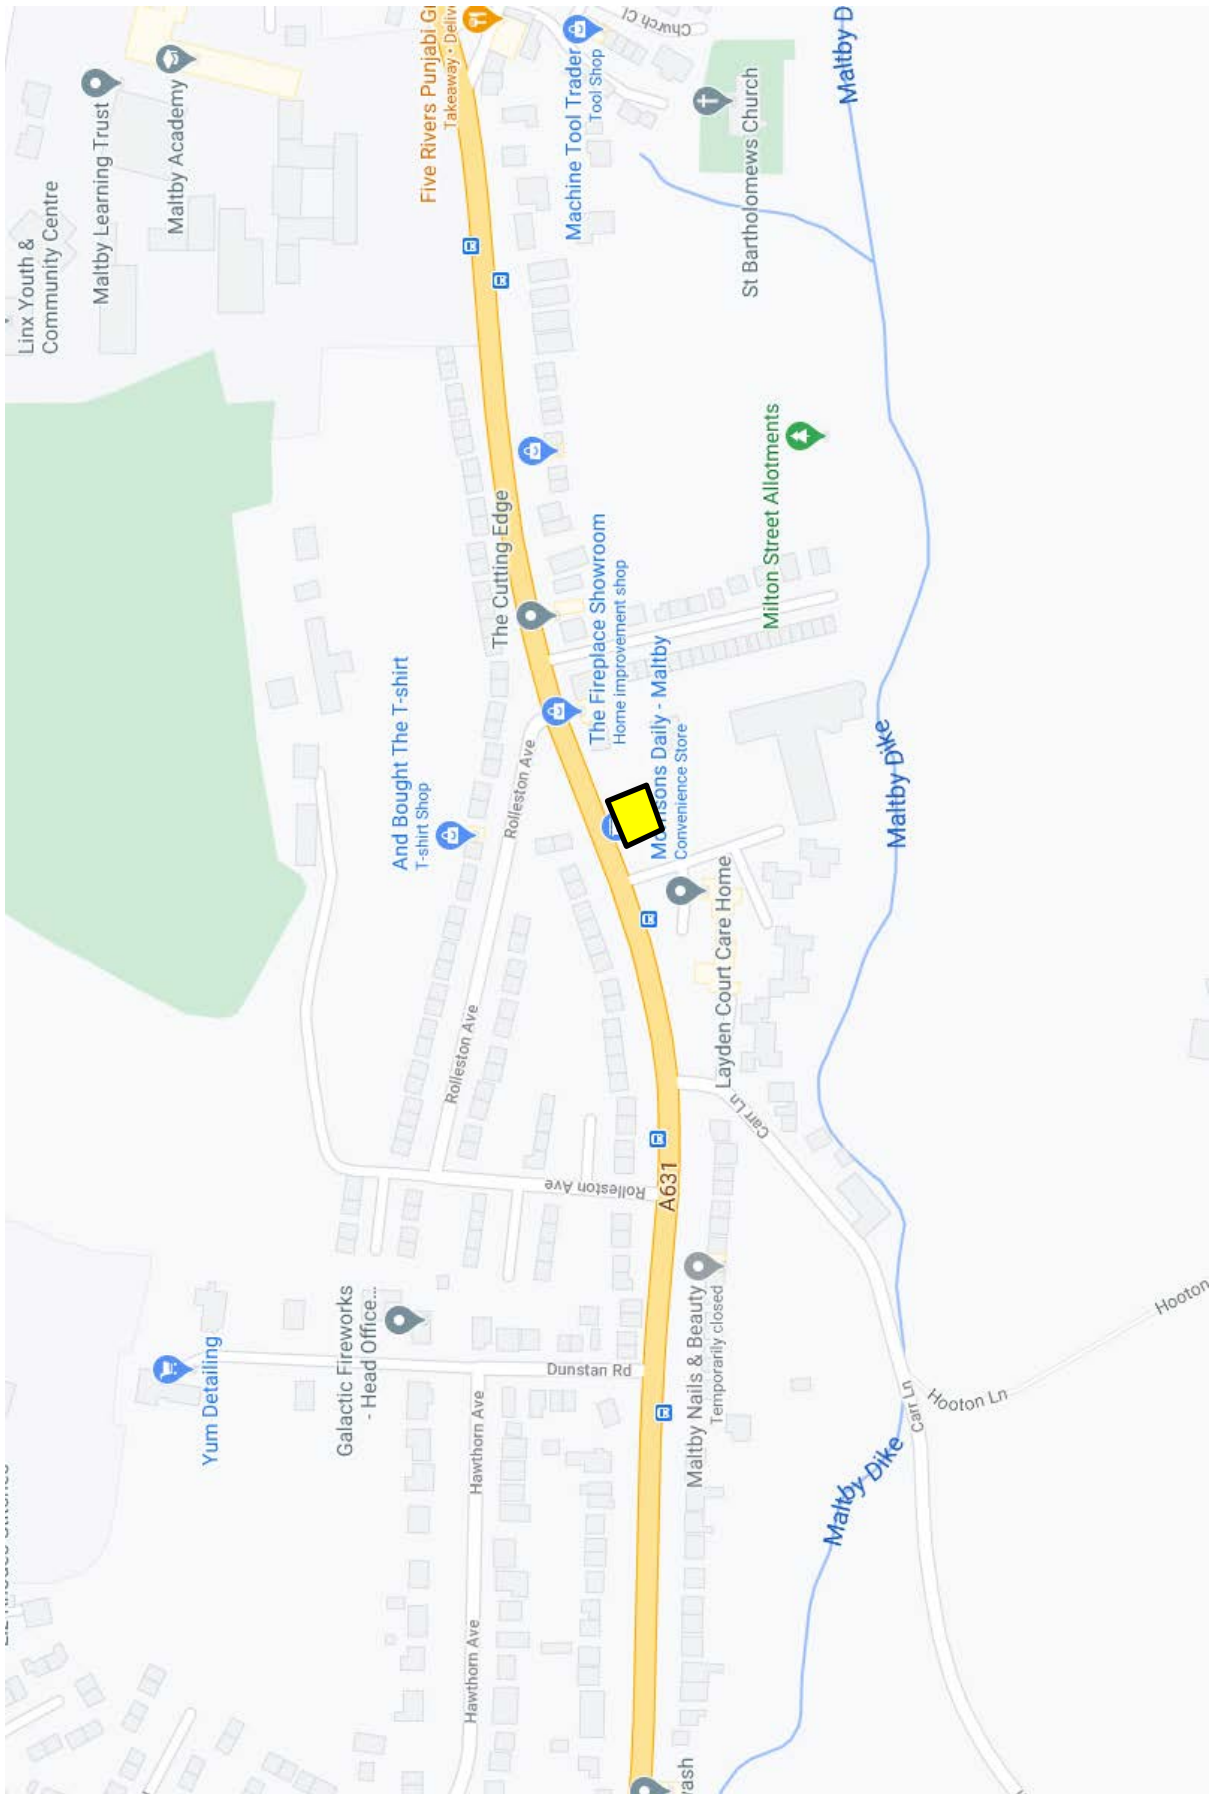 Linx Youth &
Community Centre
Maltby Learning Trust
Maltby Academy
Five Rivers Punjabi
Takeaway
Machine Tool Trader
Tool Shop
Church Cl
St Bartholomews Church
Maltby D
The Cutting Edge
The Fireplace Showroom
Home improvement shop
Milton Street Allotments
And Bought The T-shirt
T-shirt Shop
Rolleston Ave
Daily - Maltby
Convenience Store
Maltby Dike
Layden Court Care Home
Rolleston Ave
Carr Ln
Rolleston Ave
A631
Yum Detailing
Galactic Fireworks
- Head Office...
Dunstan Rd
Maltby Nails & Beauty
Temporarily closed
Hooton
Hooton Ln
Carr Ln
Hawthorn Ave
Maltby Dike
Hawthorn Ave